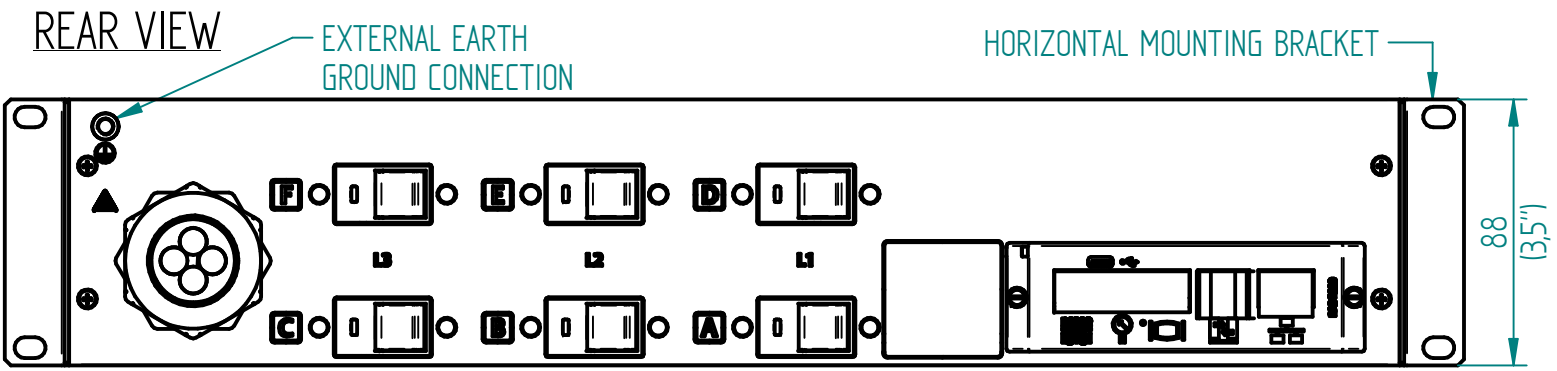 REAR VIEW
EXTERNAL EARTH
GROUND CONNECTION
HORIZONTAL MOUNTING BRACKET
F
E
D
L3
L2
L1
88
(3,5")
C
B
A